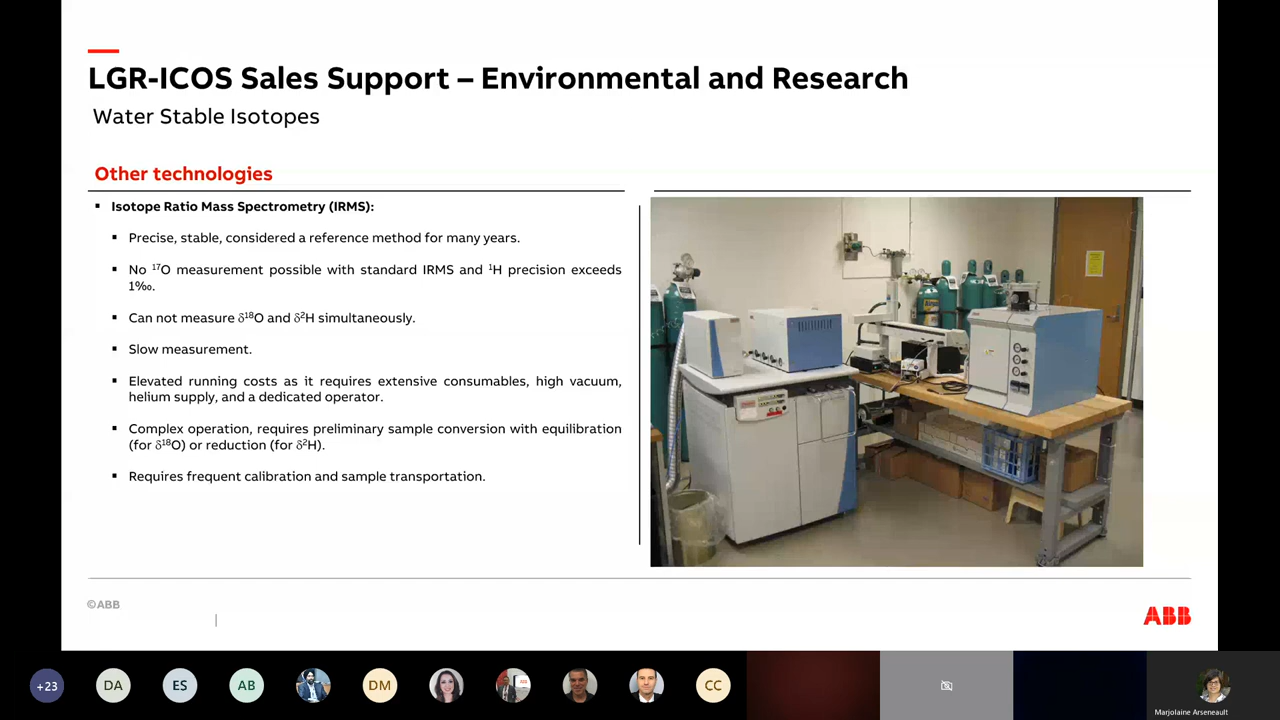 LGR-ICOS Sales Support – Environmental and Research
Water Stable Isotopes
Other technologies
▪ Isotope Ratio Mass Spectrometry (IRMS):
▪ Precise, stable, considered a reference method for many years.
▪ No ¹⁷O measurement possible with standard IRMS and ¹H precision exceeds
1‰.
▪ Can not measure δ¹⁸O and δ²H simultaneously.
▪ Slow measurement.
▪ Elevated running costs as it requires extensive consumables, high vacuum,
helium supply, and a dedicated operator.
▪ Complex operation, requires preliminary sample conversion with equilibration
(for δ¹⁸O) or reduction (for δ²H).
▪ Requires frequent calibration and sample transportation.
©ABB
ABB
+23
DA
ES
AB
DM
CC
Marjolaine Arseneault